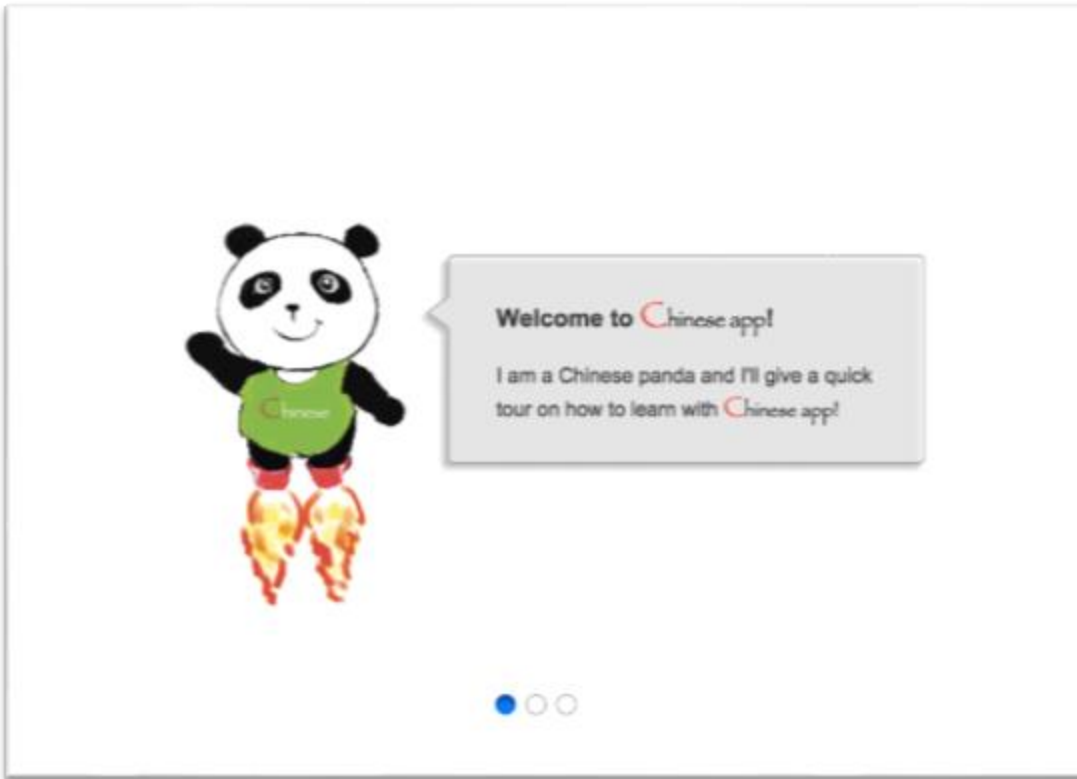 Welcome to Chinese app!
I am a Chinese panda and I'll give a quick
tour on how to learn with Chinese app!
Chinese